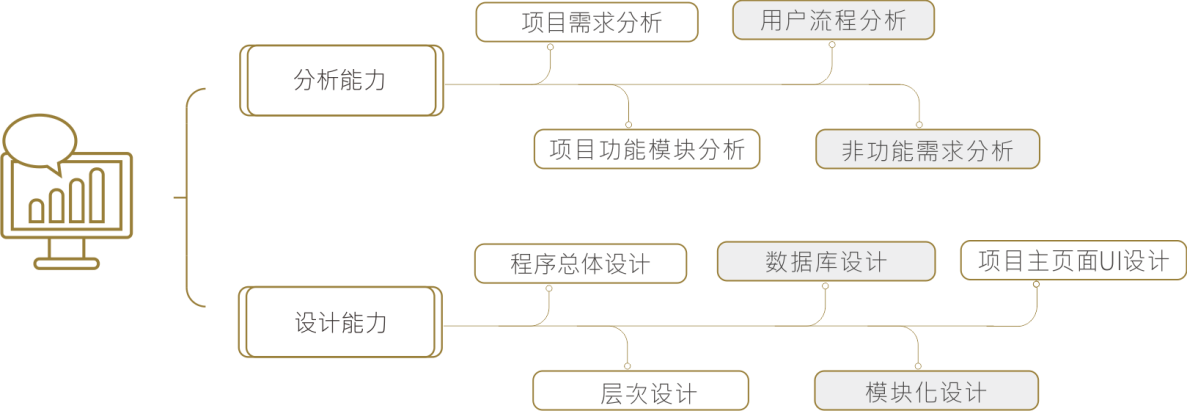 项目需求分析
用户流程分析
分析能力
项目功能模块分析
非功能需求分析
程序总体设计
数据库设计
项目主页面UI设计
设计能力
层次设计
模块化设计